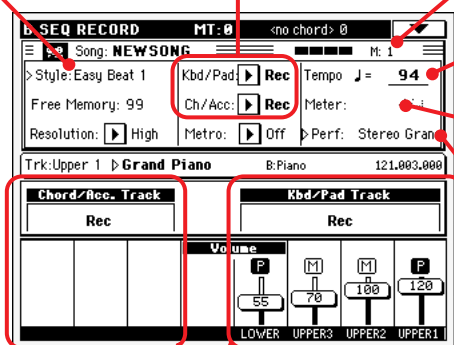 B.SEQ RECORD MT:0 <no chord> 0
Song: NEWSONG M: 1
>Style:Easy Beat 1 Kbd/Pad: Rec Tempo ♩= 94
Free Memory: 99 Ch/Acc: Rec Meter:
Resolution: High Metro: Off Perf: Stereo Gran
Trk:Upper 1 Grand Piano B:Piano 121.003.000
Chord/Acc. Track Kbd/Pad Track
Rec Rec
Volume
P M M P
55 70 100 120
LOWER UPPER3 UPPER2 UPPER1